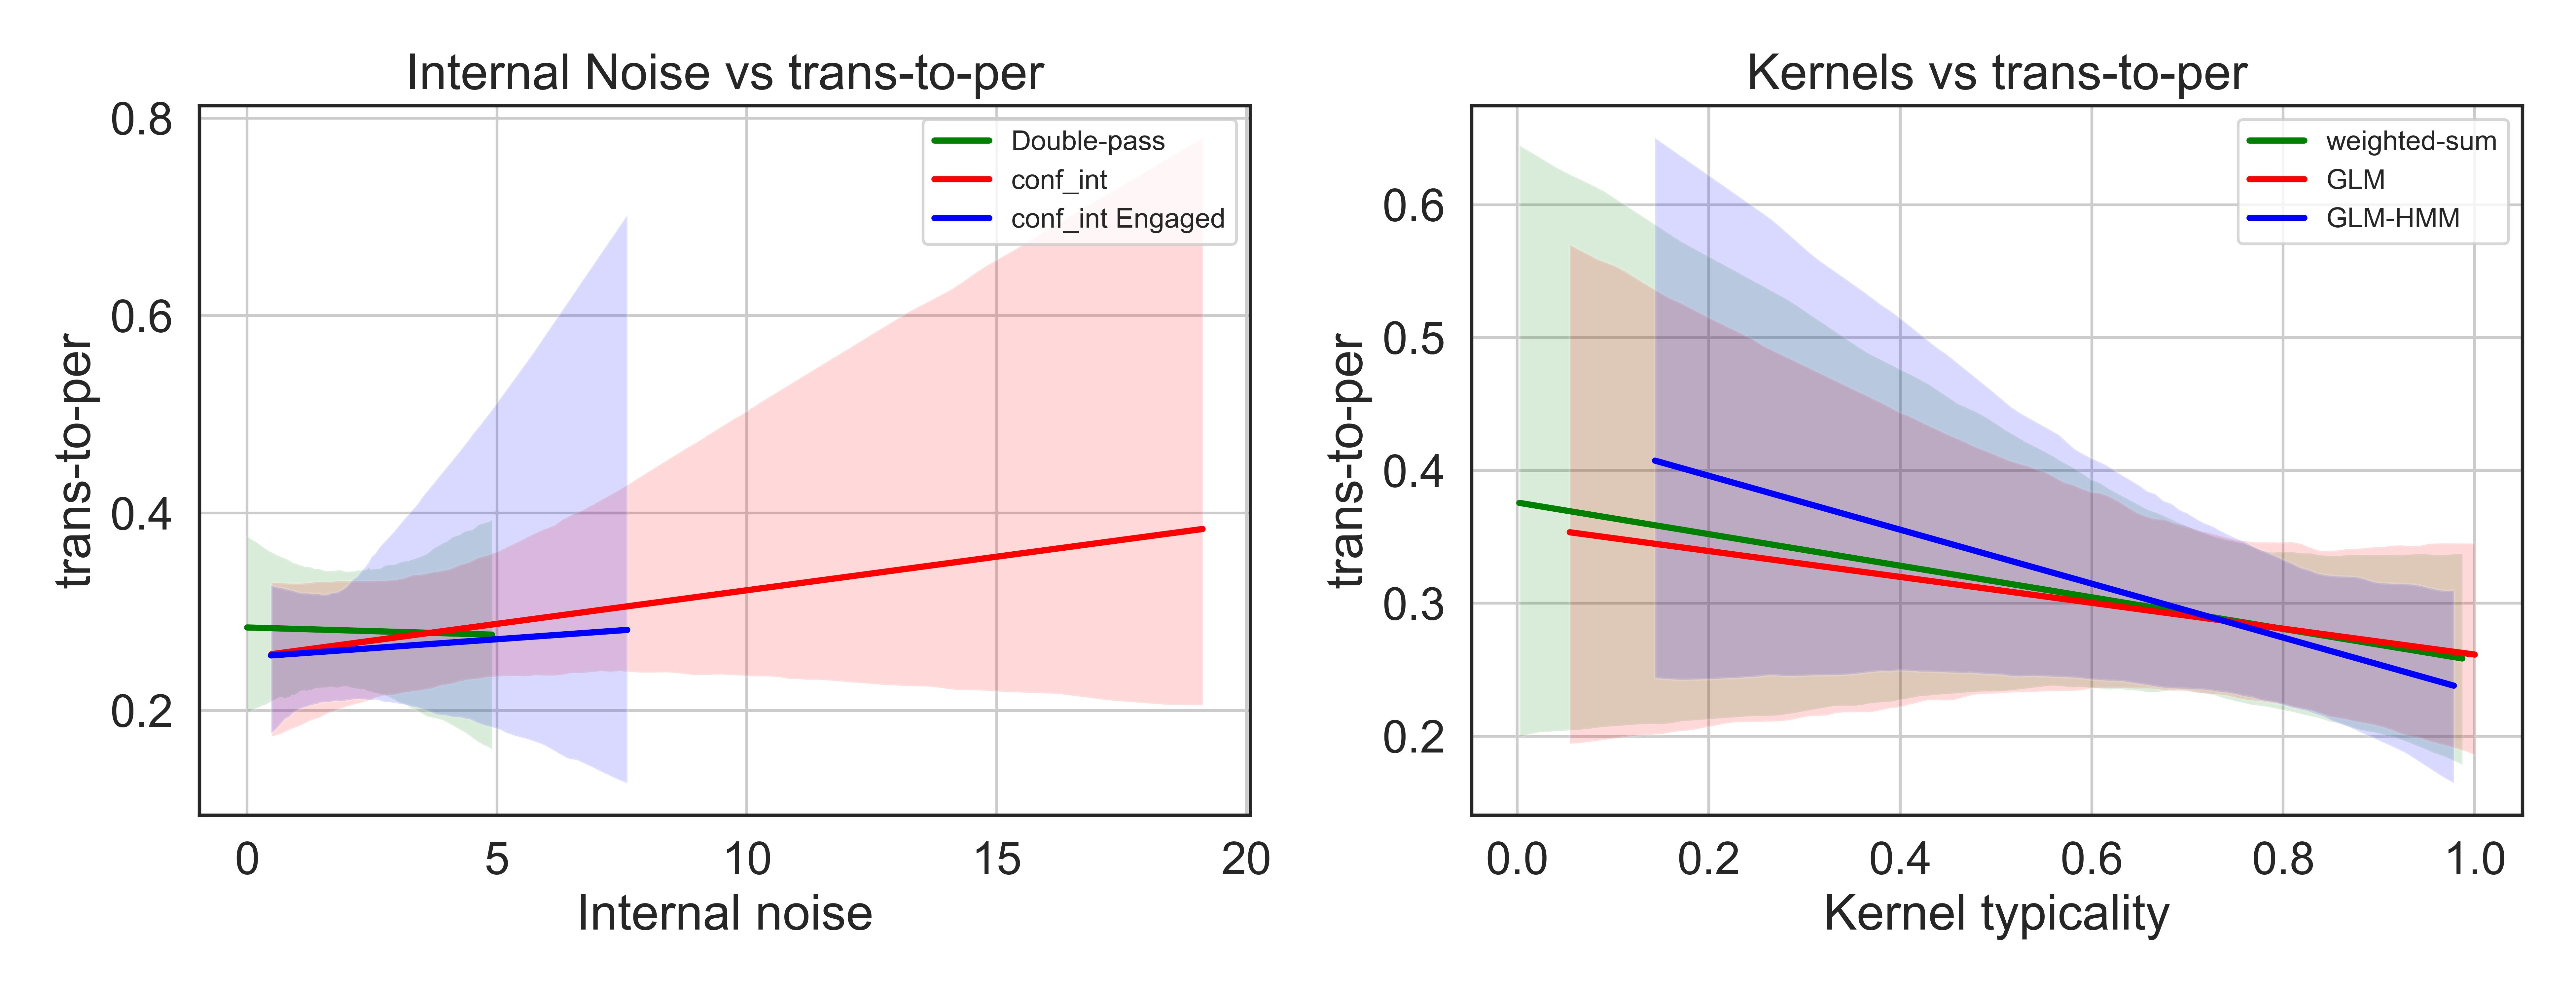 Internal Noise vs trans-to-per
0.8
0.6
0.4
0.2
trans-to-per
Double-pass
conf_int
conf_int Engaged
0 5 10 15 20
Internal noise
Kernels vs trans-to-per
0.6
0.5
0.4
0.3
0.2
trans-to-per
weighted-sum
GLM
GLM-HMM
0.0 0.2 0.4 0.6 0.8 1.0
Kernel typicality